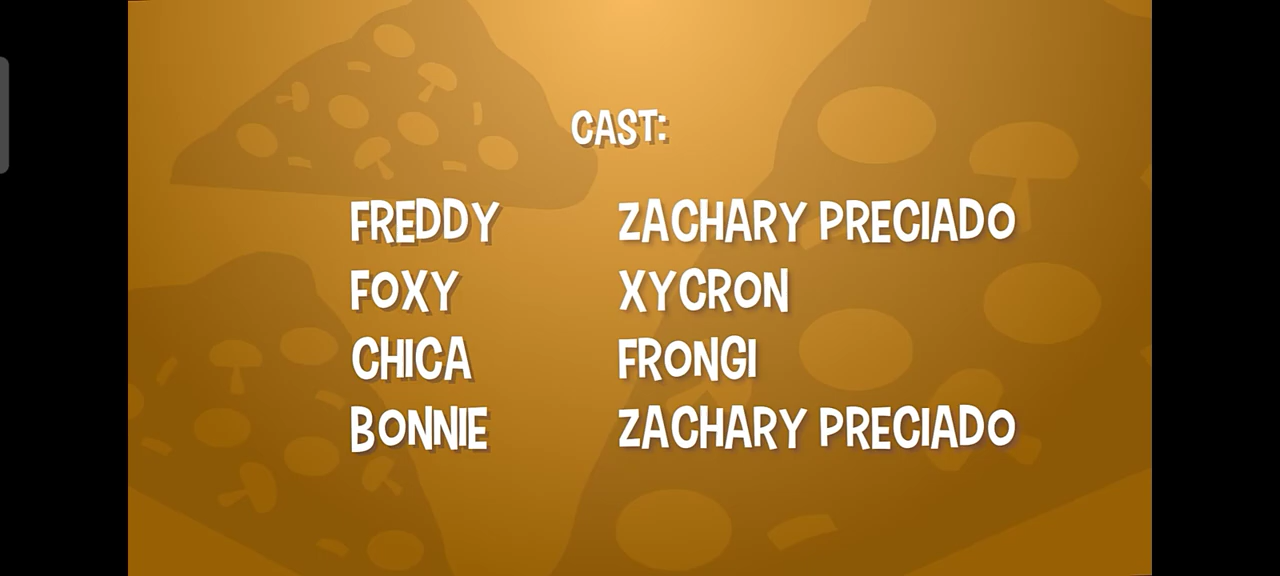 CAST:
FREDDY ZACHARY PRECIADO
FOXY XYCRON
CHICA FRONGI
BONNIE ZACHARY PRECIADO